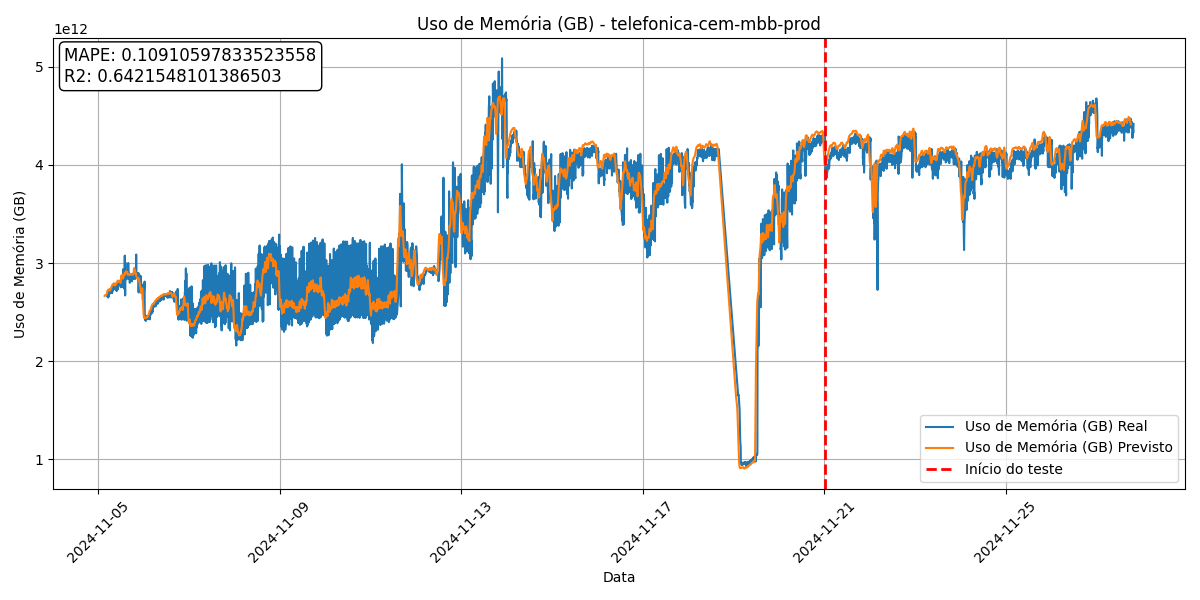 Uso de Memória (GB) - telefonica-cem-mbb-prod
1e12
MAPE: 0.10910597833523558
R2: 0.6421548101386503
5
4
3
2
1
Uso de Memória (GB)
Uso de Memória (GB) Real
Uso de Memória (GB) Previsto
Início do teste
2024-11-05
2024-11-09
2024-11-13
2024-11-17
2024-11-21
2024-11-25
Data